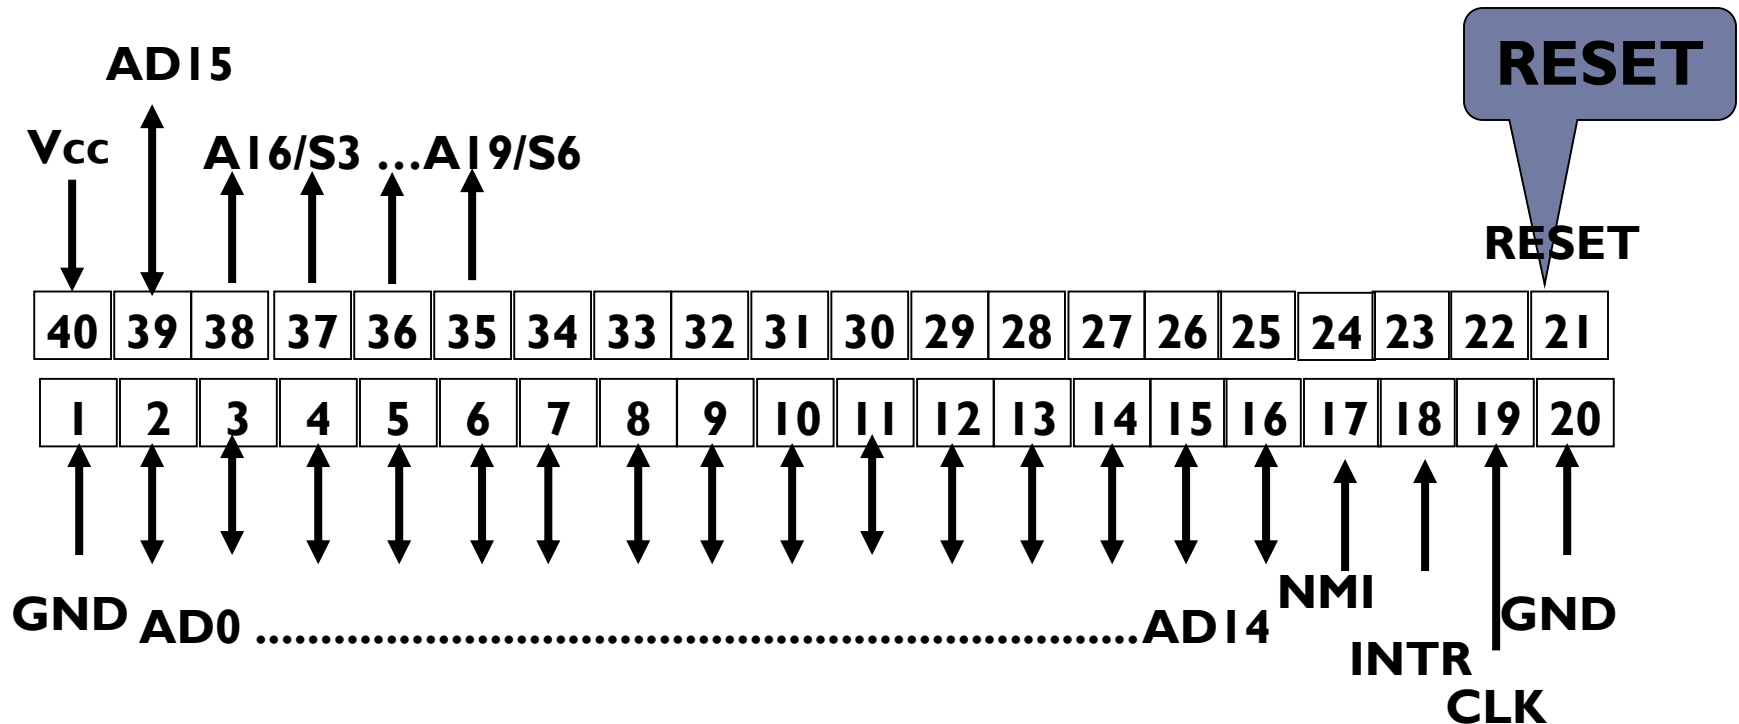 RESET
AD15
Vcc
A16/S3 ...A19/S6
RESET
40 39 38 37 36 35 34 33 32 31 30 29 28 27 26 25 24 23 22 21
1 2 3 4 5 6 7 8 9 10 11 12 13 14 15 16 17 18 19 20
NMI
GND AD0 ....................................................................AD14 GND
INTR
CLK